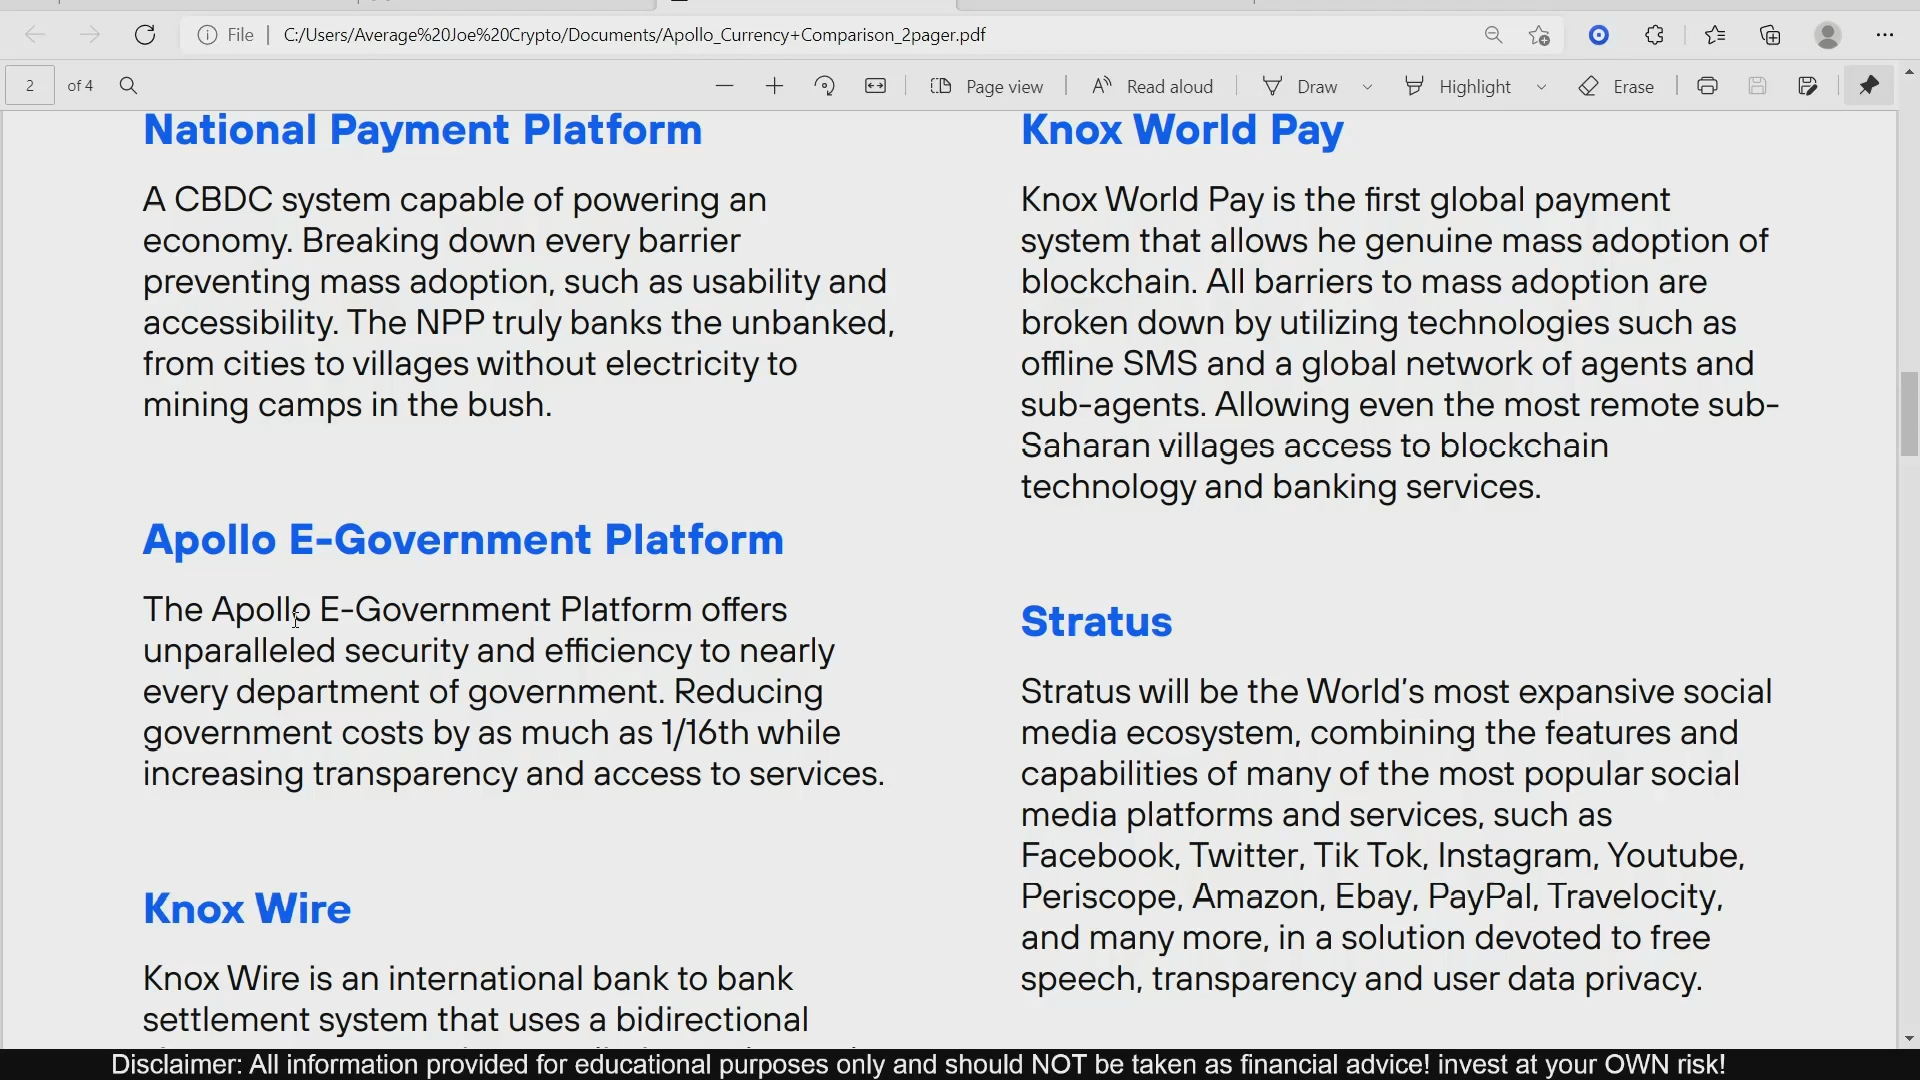 File
C:/Users/Average%20Joe%20Crypto/Documents/Apollo_Currency+Comparison_2pager.pdf
2 of 4
Page view
Read aloud
Draw
Highlight
Erase
National Payment Platform
A CBDC system capable of powering an
economy. Breaking down every barrier
preventing mass adoption, such as usability and
accessibility. The NPP truly banks the unbanked,
from cities to villages without electricity to
mining camps in the bush.
Apollo E-Government Platform
The Apollo E-Government Platform offers
unparalleled security and efficiency to nearly
every department of government. Reducing
government costs by as much as 1/16th while
increasing transparency and access to services.
Knox Wire
Knox Wire is an international bank to bank
settlement system that uses a bidirectional
Knox World Pay
Knox World Pay is the first global payment
system that allows he genuine mass adoption of
blockchain. All barriers to mass adoption are
broken down by utilizing technologies such as
offline SMS and a global network of agents and
sub-agents. Allowing even the most remote sub-
Saharan villages access to blockchain
technology and banking services.
Stratus
Stratus will be the World's most expansive social
media ecosystem, combining the features and
capabilities of many of the most popular social
media platforms and services, such as
Facebook, Twitter, Tik Tok, Instagram, Youtube,
Periscope, Amazon, Ebay, PayPal, Travelocity,
and many more, in a solution devoted to free
speech, transparency and user data privacy.
Disclaimer: All information provided for educational purposes only and should NOT be taken as financial advice! invest at your OWN risk!